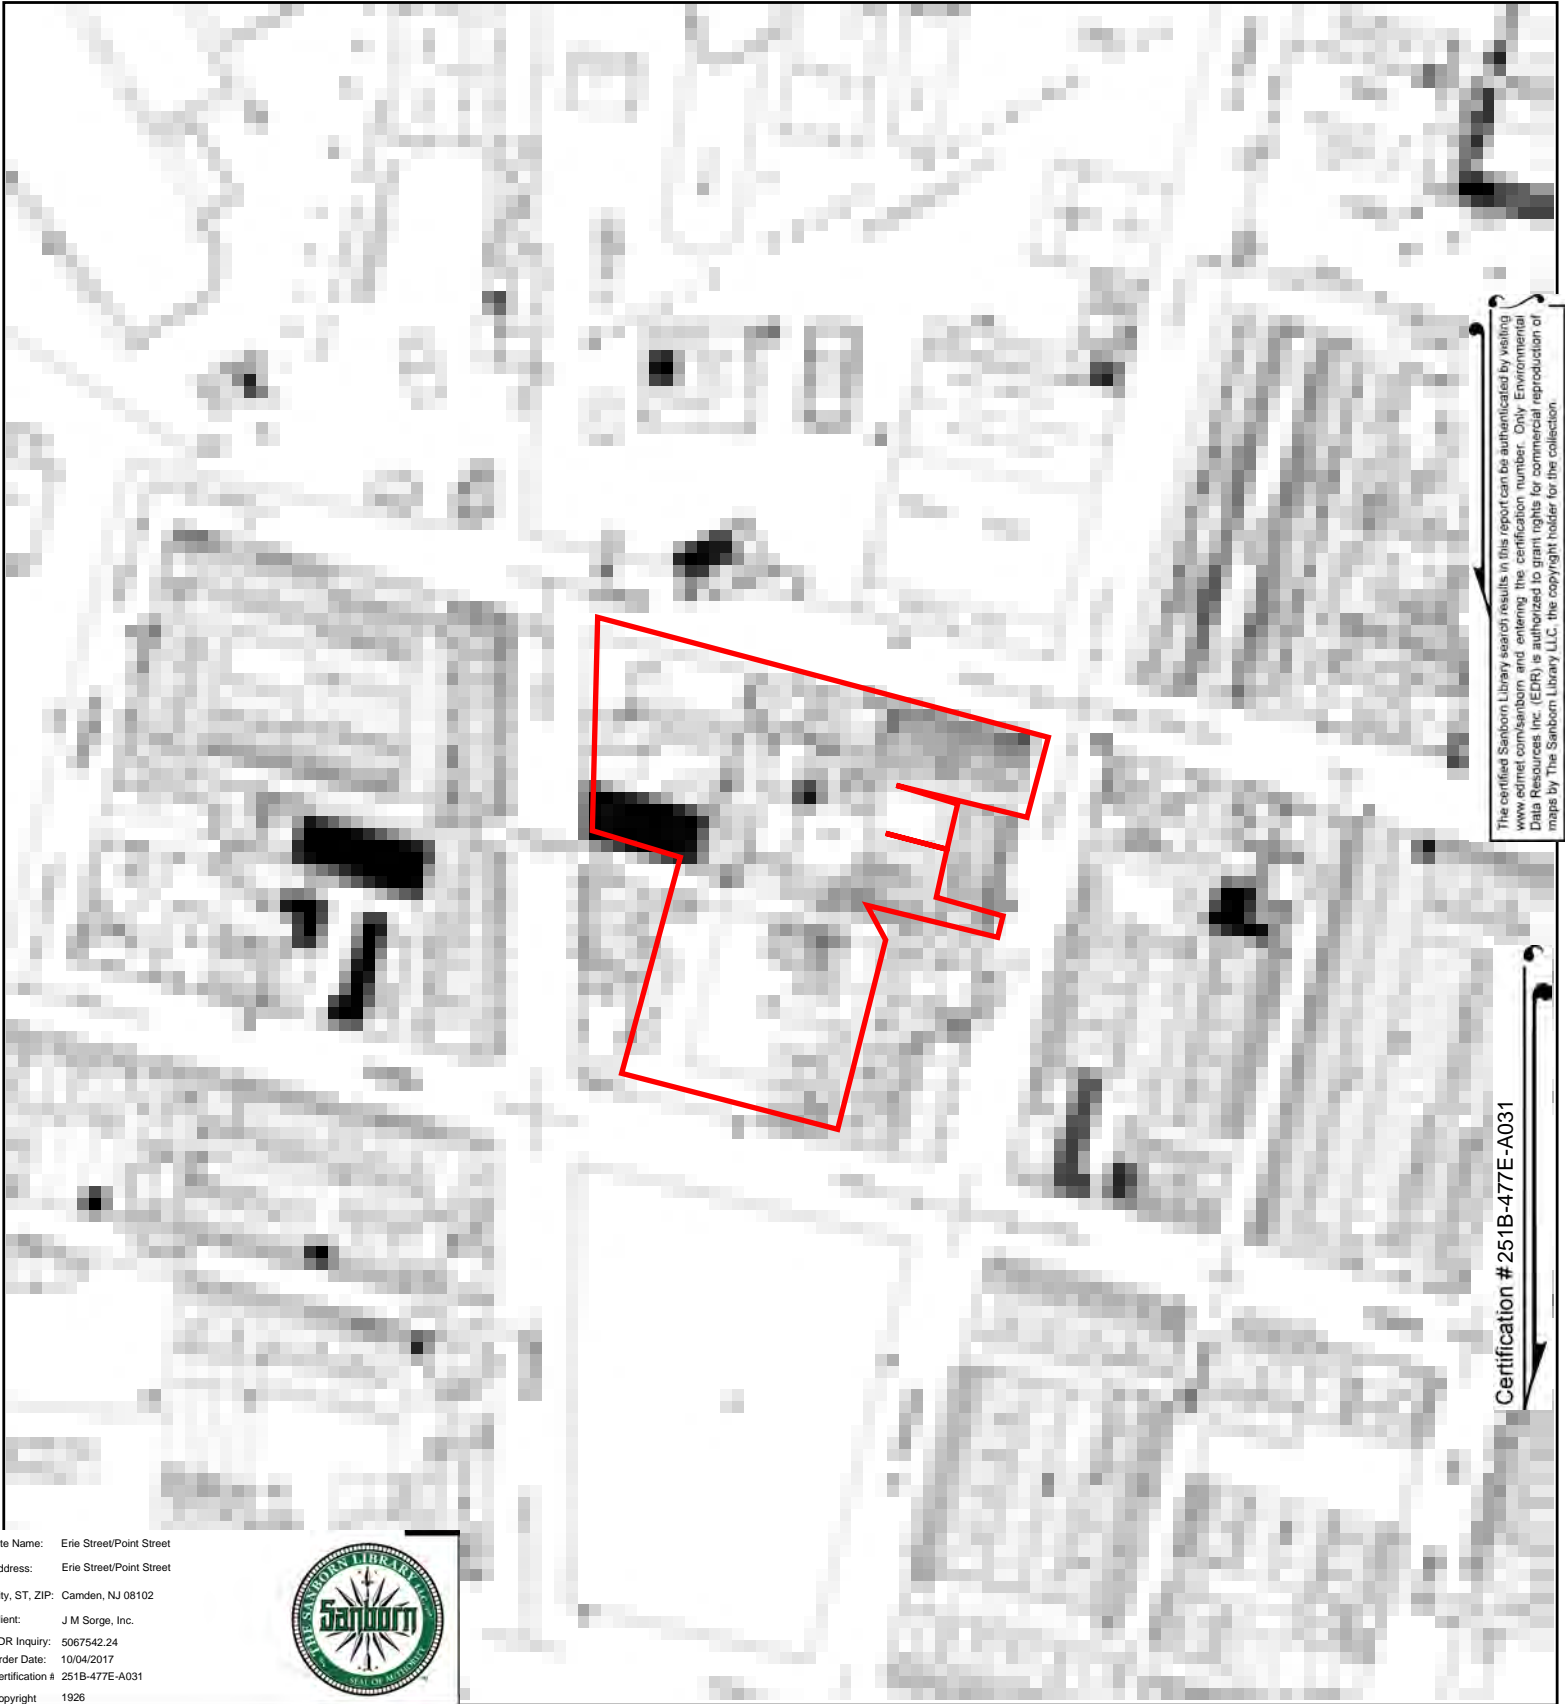 The certified Sanborn Library search results in this report can be authenticated by visiting
www.edrnet.com/sanborn and entering the certification number. Only Environmental
Data Resources Inc. (EDR) is authorized to grant rights for commercial reproduction of
maps by The Sanborn Library LLC, the copyright holder for the collection.
Certification # 251B-477E-A031
te Name: Erie Street/Point Street
ddress: Erie Street/Point Street
ty, ST, ZIP: Camden, NJ 08102
ient: J M Sorge, Inc.
DR Inquiry: 5067542.24
rder Date: 10/04/2017
ertification # 251B-477E-A031
opyright 1926
THE SANBORN LIBRARY LLC
Sanborn
SEAL OF AUTHORITY